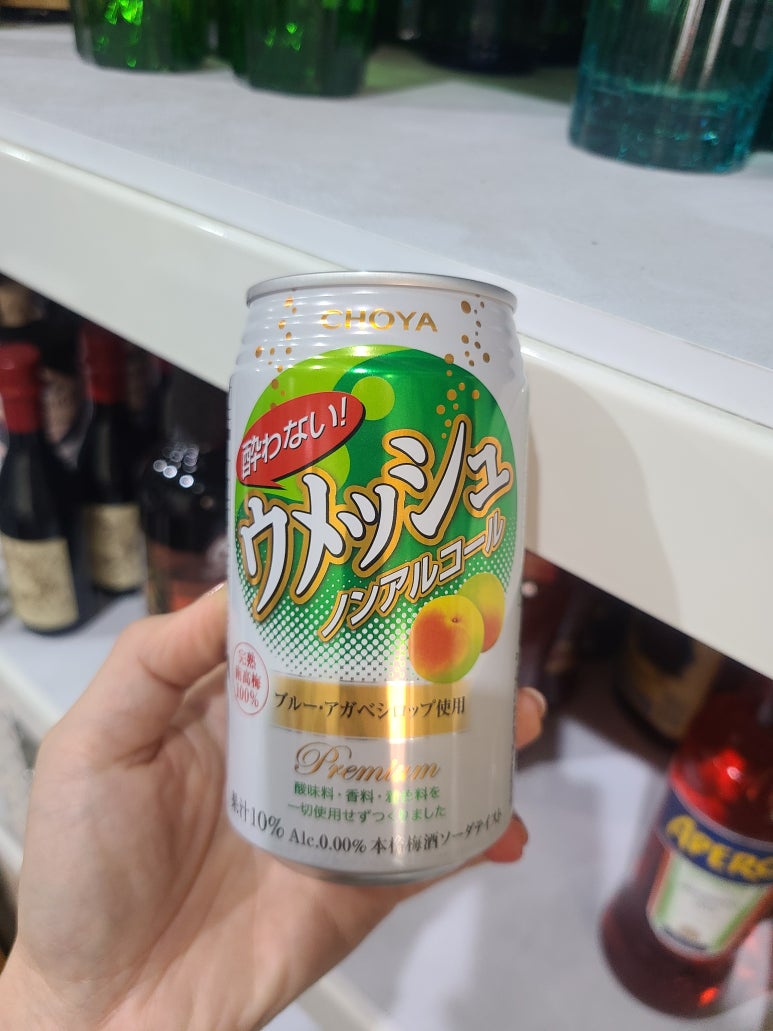 CHOYA
酔わない!
ウメッシュ
ノンアルコール
完熟
南高梅
100%
ブルー・アガベシロップ使用
Premium
酸味料・香料・着色料を
一切使用せずつくりました
果汁10% Alc.0.00% 本格梅酒ソーダテイスト
APEROL